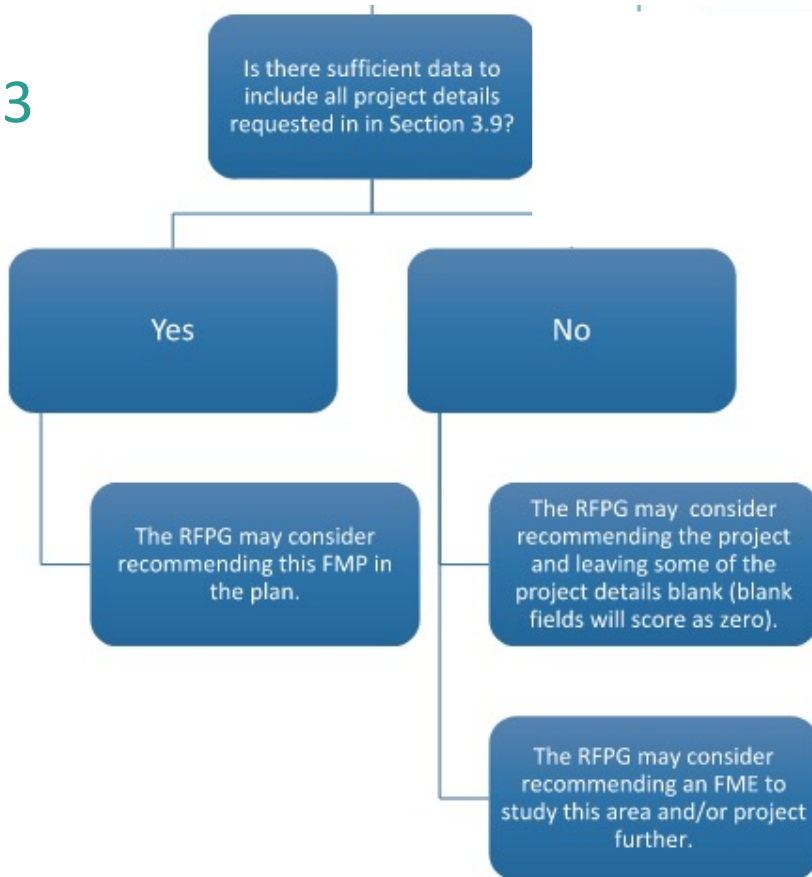 3
Is there sufficient data to
include all project details
requested in in Section 3.9?
Yes
No
The RFPG may consider
recommending this FMP in
the plan.
The RFPG may consider
recommending the project
and leaving some of the
project details blank (blank
fields will score as zero).
The RFPG may consider
recommending an FME to
study this area and/or project
further.